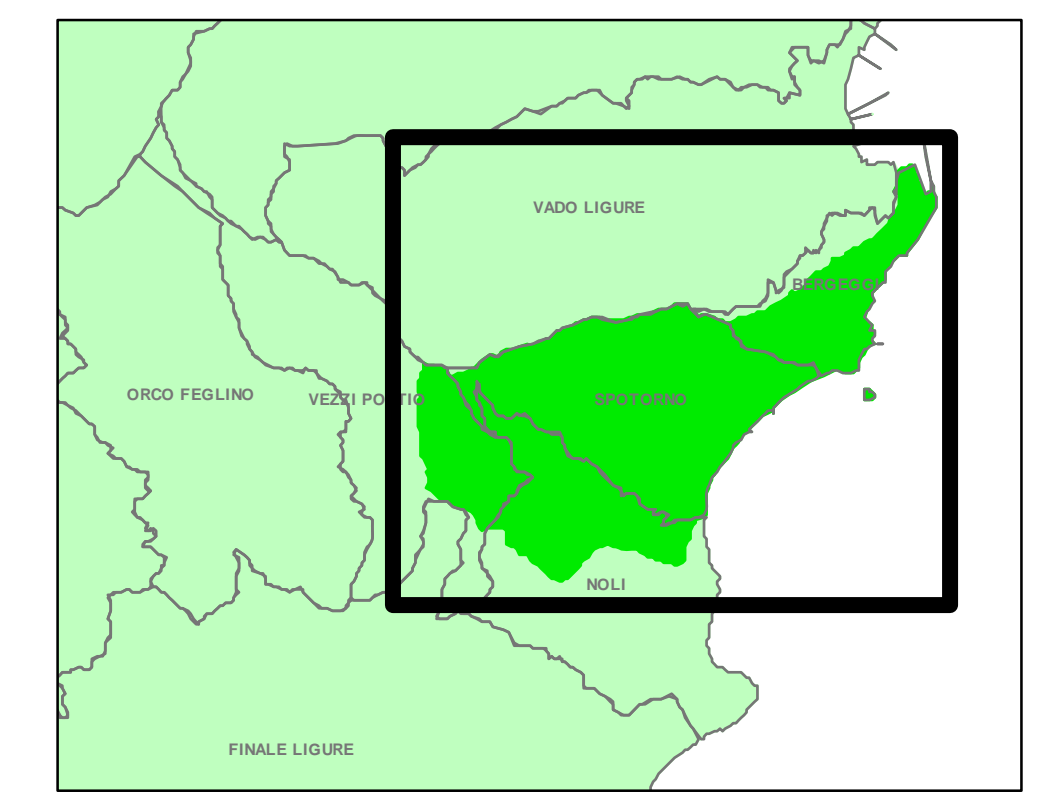 VADO LIGURE
BERGEGGI
ORCO FEGLINO
VEZZI PORTIO
SPOTORNO
NOLI
FINALE LIGURE